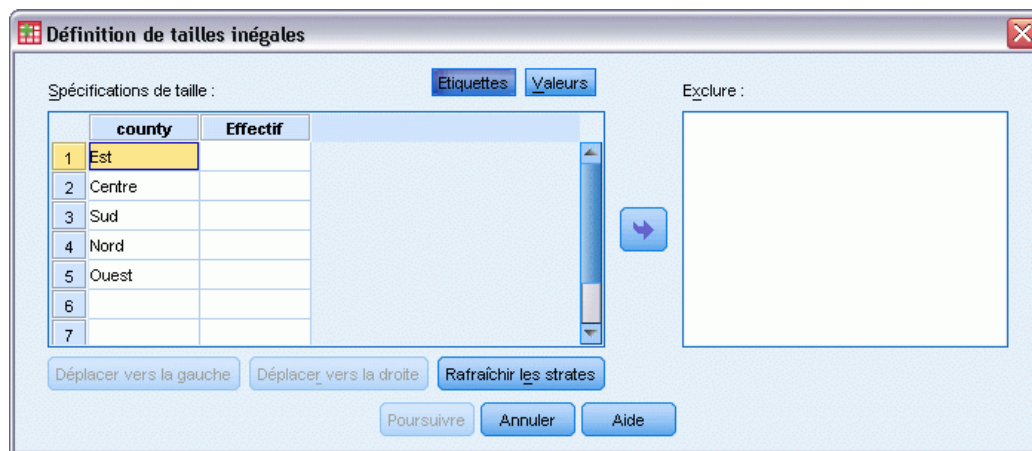 Définition de tailles inégales
Spécifications de taille :
Etiquettes Valeurs
Exclure :
county Effectif
1 Est
2 Centre
3 Sud
4 Nord
5 Ouest
6
7
Déplacer vers la gauche Déplacer vers la droite Rafraîchir les strates
Poursuivre Annuler Aide